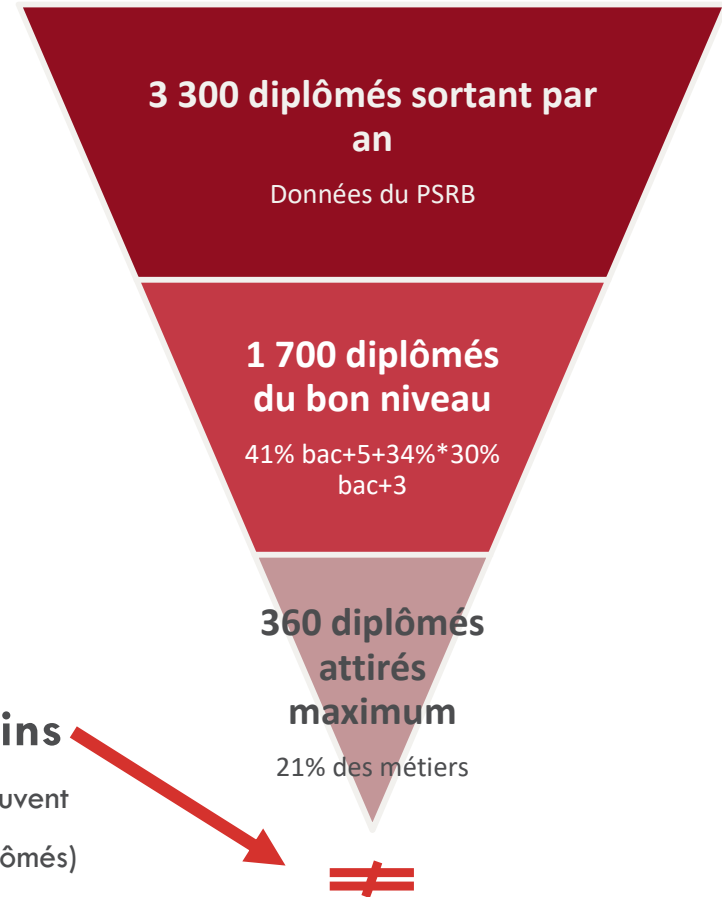 3 300 diplômés sortant par
an
Données du PSRB
1 700 diplômés
du bon niveau
41% bac+5+34%*30%
bac+3
360 diplômés
attirés
maximum
21% des métiers
ins
uvent
ômés)
≠